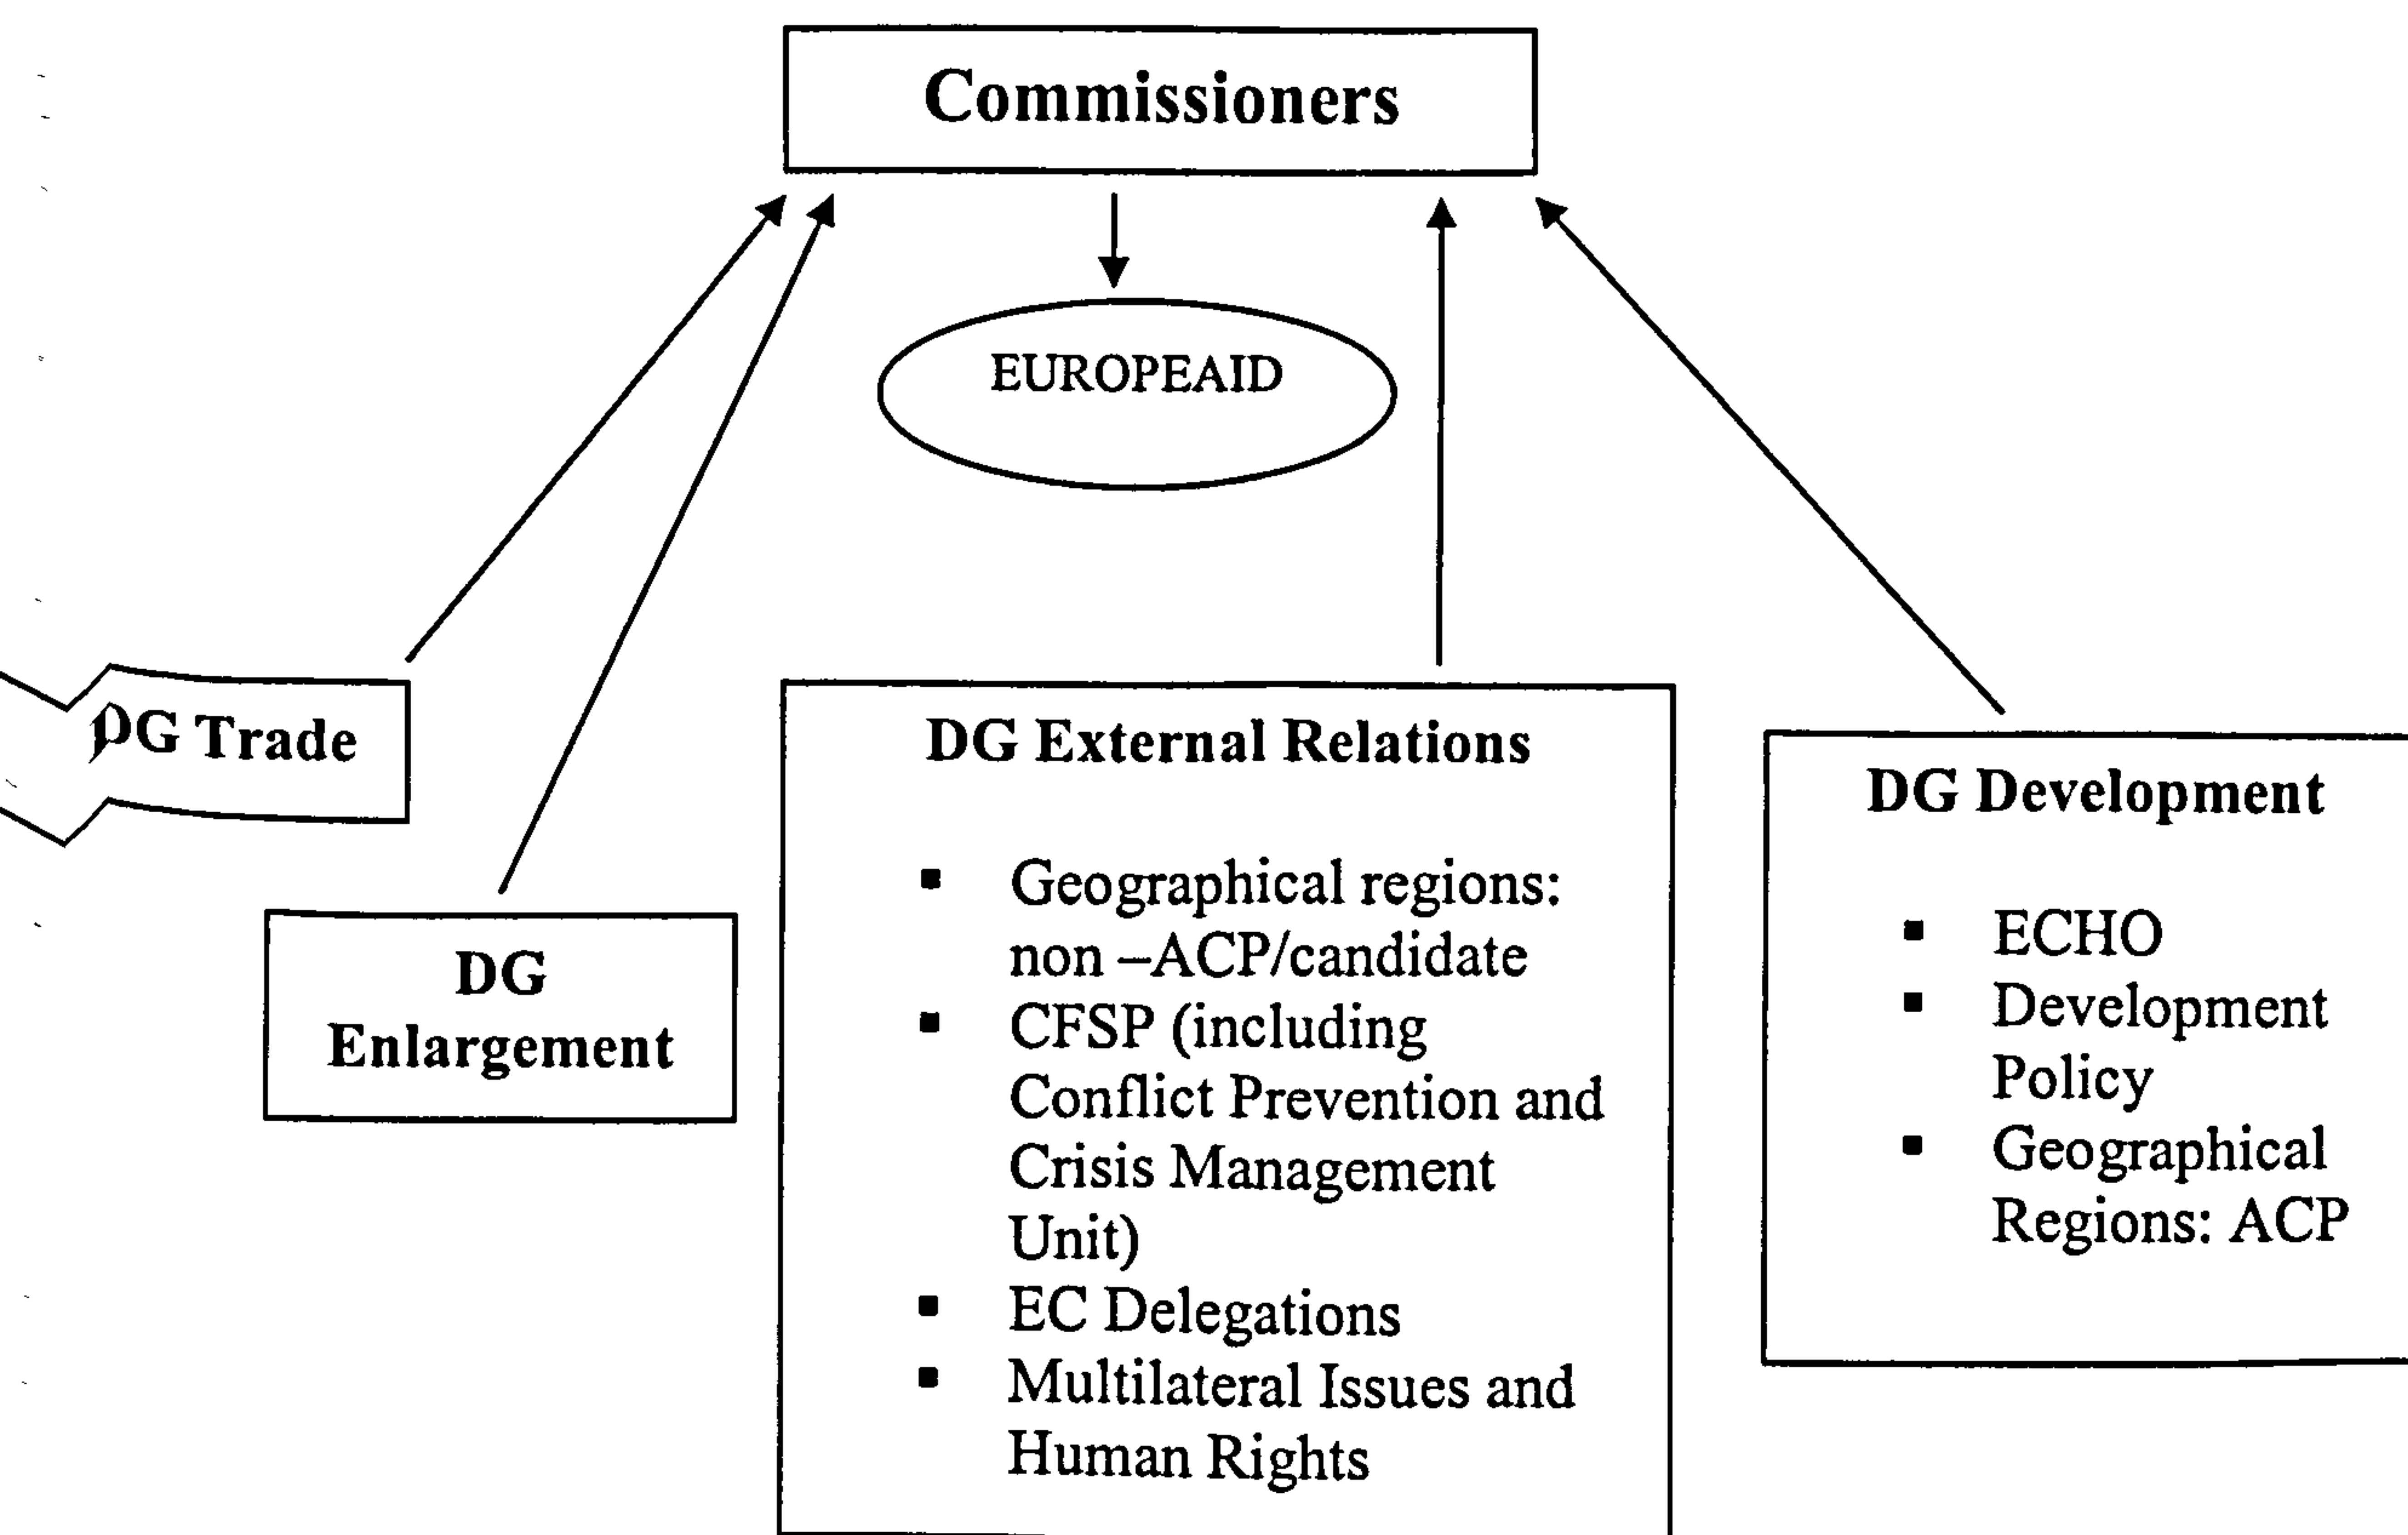 Commissioners
EUROPEAID
DG Trade
DG
Enlargement
DG External Relations
▪ Geographical regions:
non –ACP/candidate
▪ CFSP (including
Conflict Prevention and
Crisis Management
Unit)
▪ EC Delegations
▪ Multilateral Issues and
Human Rights
DG Development
▪ ECHO
▪ Development
Policy
▪ Geographical
Regions: ACP